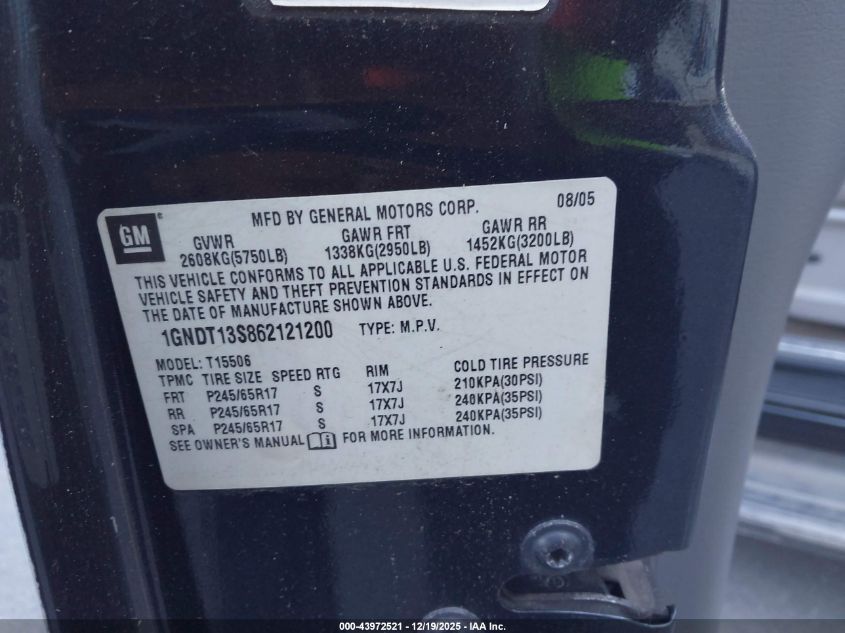 GM
®
MFD BY GENERAL MOTORS CORP. 08/05
GVWR GAWR FRT GAWR RR
2608KG(5750LB) 1338KG(2950LB) 1452KG(3200LB)
THIS VEHICLE CONFORMS TO ALL APPLICABLE U.S. FEDERAL MOTOR
VEHICLE SAFETY AND THEFT PREVENTION STANDARDS IN EFFECT ON
THE DATE OF MANUFACTURE SHOWN ABOVE.
1GNDT13S862121200 TYPE: M.P.V.
MODEL: T15506
TPMC TIRE SIZE SPEED RTG RIM COLD TIRE PRESSURE
FRT P245/65R17 S 17X7J 210KPA(30PSI)
RR P245/65R17 S 17X7J 240KPA(35PSI)
SPA P245/65R17 S 17X7J 240KPA(35PSI)
SEE OWNER'S MANUAL i FOR MORE INFORMATION.
000-43972521 - 12/19/2025 - IAA Inc.